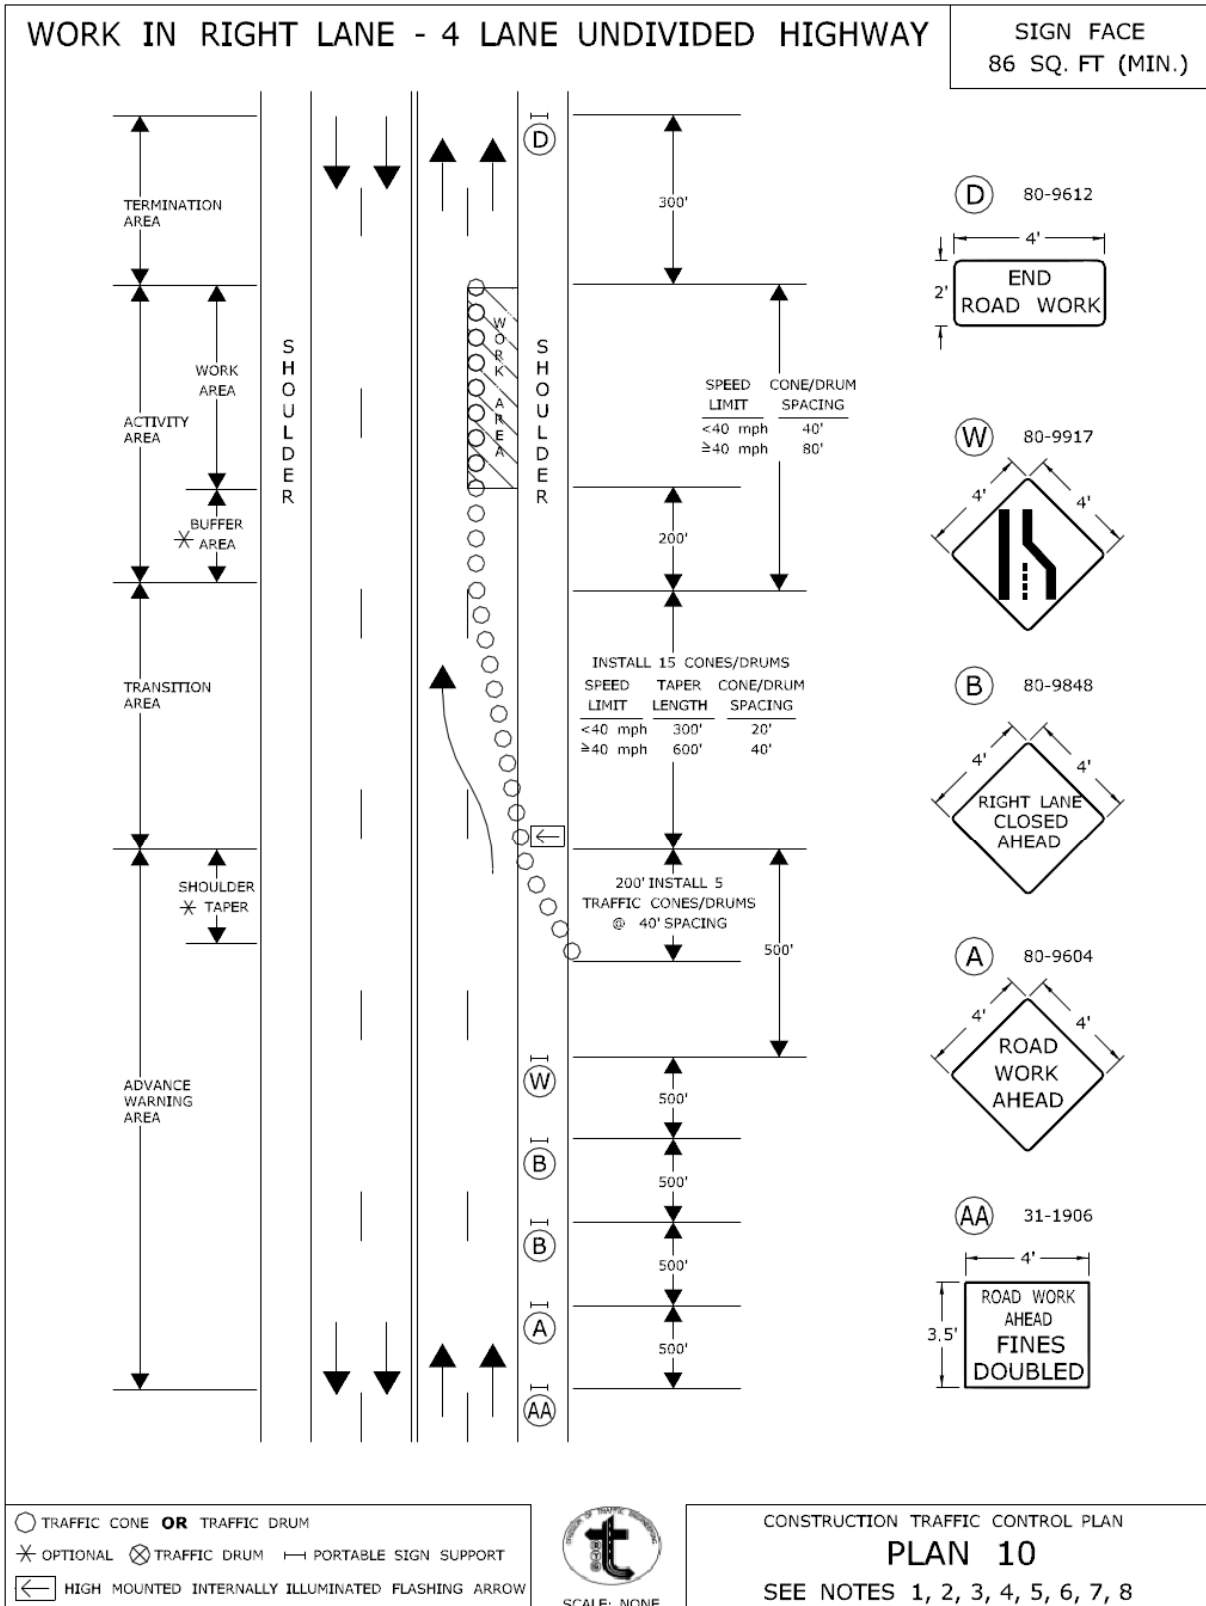 WORK IN RIGHT LANE - 4 LANE UNDIVIDED HIGHWAY
SIGN FACE
86 SQ. FT (MIN.)
D
TERMINATION
AREA
300'
D 80-9612
4'
2'
END
ROAD WORK
WORK
AREA
ACTIVITY
AREA
BUFFER
AREA
SHOULDER
WORK AREA
SHOULDER
SPEED LIMIT CONE/DRUM SPACING
<40 mph 40'
≥40 mph 80'
200'
W 80-9917
4'
4'
TRANSITION
AREA
INSTALL 15 CONES/DRUMS
SPEED LIMIT TAPER LENGTH CONE/DRUM SPACING
<40 mph 300' 20'
≥40 mph 600' 40'
B 80-9848
4'
4'
RIGHT LANE
CLOSED
AHEAD
SHOULDER
TAPER
200' INSTALL 5
TRAFFIC CONES/DRUMS
@ 40' SPACING
500'
A 80-9604
4'
4'
ROAD
WORK
AHEAD
ADVANCE
WARNING
AREA
W
500'
B
500'
B
500'
A
500'
AA
AA 31-1906
4'
3.5'
ROAD WORK
AHEAD
FINES
DOUBLED
TRAFFIC CONE OR TRAFFIC DRUM
OPTIONAL TRAFFIC DRUM PORTABLE SIGN SUPPORT
HIGH MOUNTED INTERNALLY ILLUMINATED FLASHING ARROW
DIVISION OF TRAFFIC ENGINEERING
t
SCALE: NONE
CONSTRUCTION TRAFFIC CONTROL PLAN
PLAN 10
SEE NOTES 1, 2, 3, 4, 5, 6, 7, 8